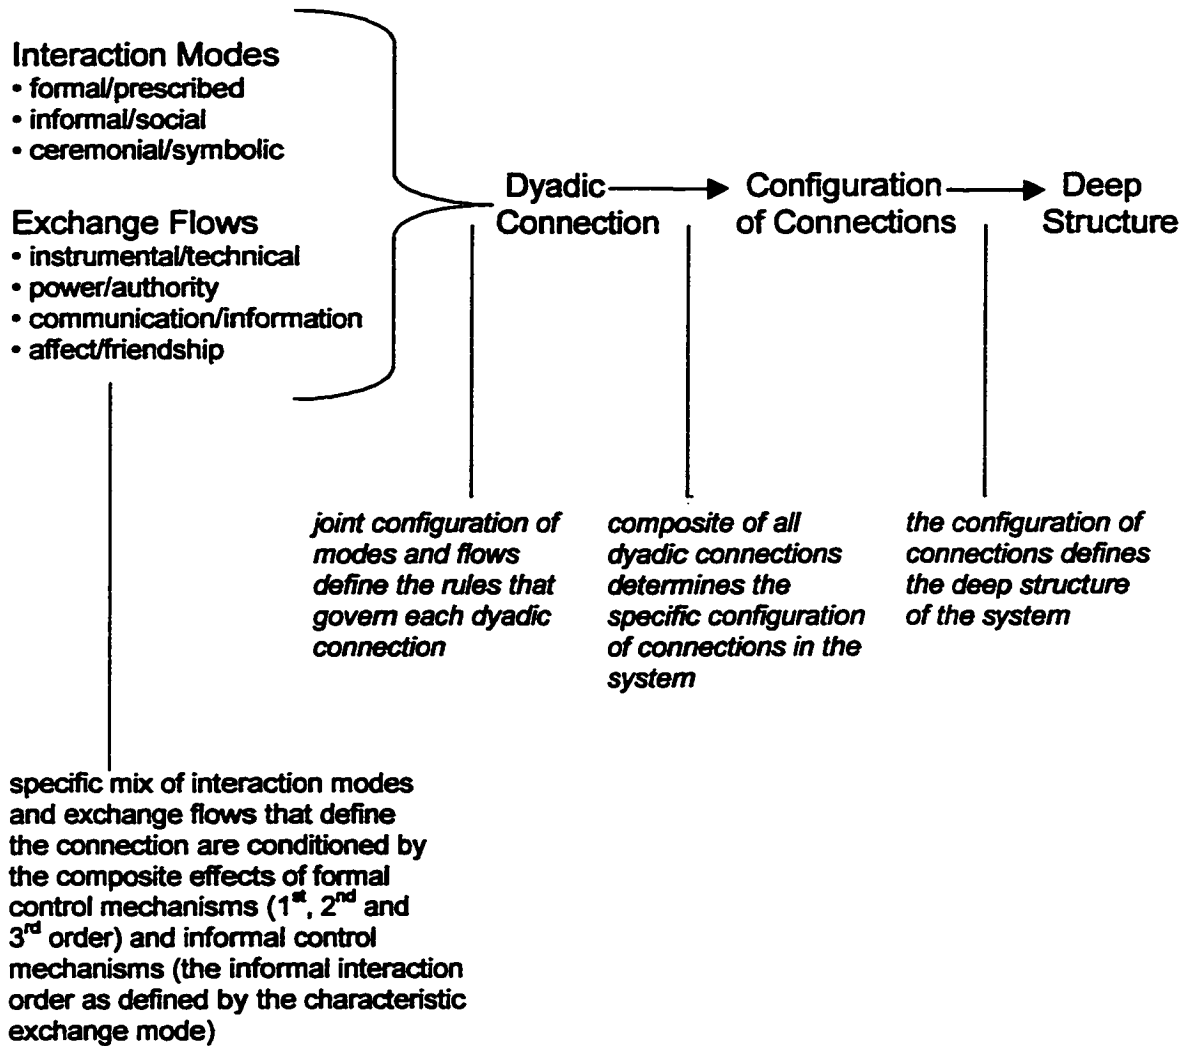 Interaction Modes
• formal/prescribed
• informal/social
• ceremonial/symbolic
Exchange Flows
• instrumental/technical
• power/authority
• communication/information
• affect/friendship
Dyadic
Connection
Configuration
of Connections
Deep
Structure
joint configuration of
modes and flows
define the rules that
govern each dyadic
connection
composite of all
dyadic connections
determines the
specific configuration
of connections in the
system
the configuration of
connections defines
the deep structure
of the system
specific mix of interaction modes
and exchange flows that define
the connection are conditioned by
the composite effects of formal
control mechanisms (1st, 2nd and
3rd order) and informal control
mechanisms (the informal interaction
order as defined by the characteristic
exchange mode)